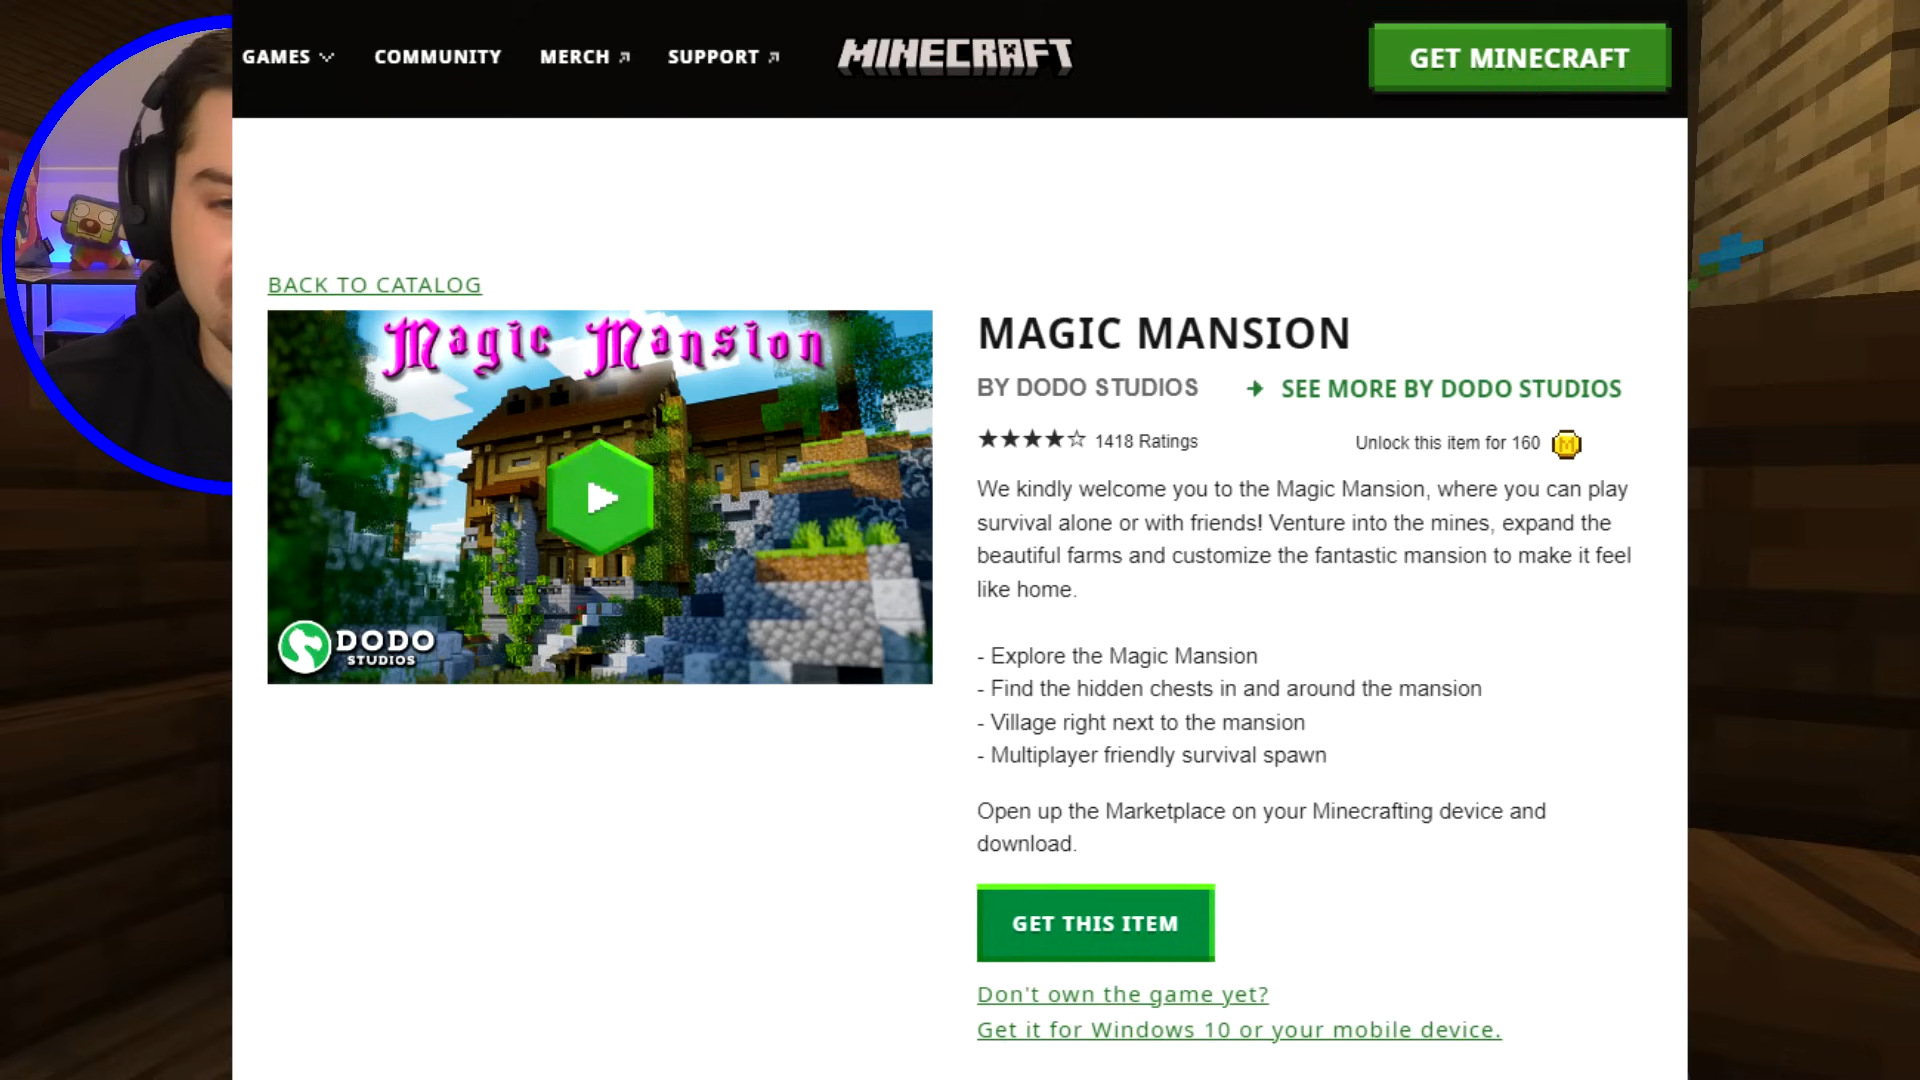 GAMES COMMUNITY MERCH SUPPORT MINECRAFT GET MINECRAFT
BACK TO CATALOG
Magic Mansion
DODO
STUDIOS
MAGIC MANSION
BY DODO STUDIOS SEE MORE BY DODO STUDIOS
1418 Ratings Unlock this item for 160
We kindly welcome you to the Magic Mansion, where you can play
survival alone or with friends! Venture into the mines, expand the
beautiful farms and customize the fantastic mansion to make it feel
like home.
- Explore the Magic Mansion
- Find the hidden chests in and around the mansion
- Village right next to the mansion
- Multiplayer friendly survival spawn
Open up the Marketplace on your Minecrafting device and
download.
GET THIS ITEM
Don't own the game yet?
Get it for Windows 10 or your mobile device.